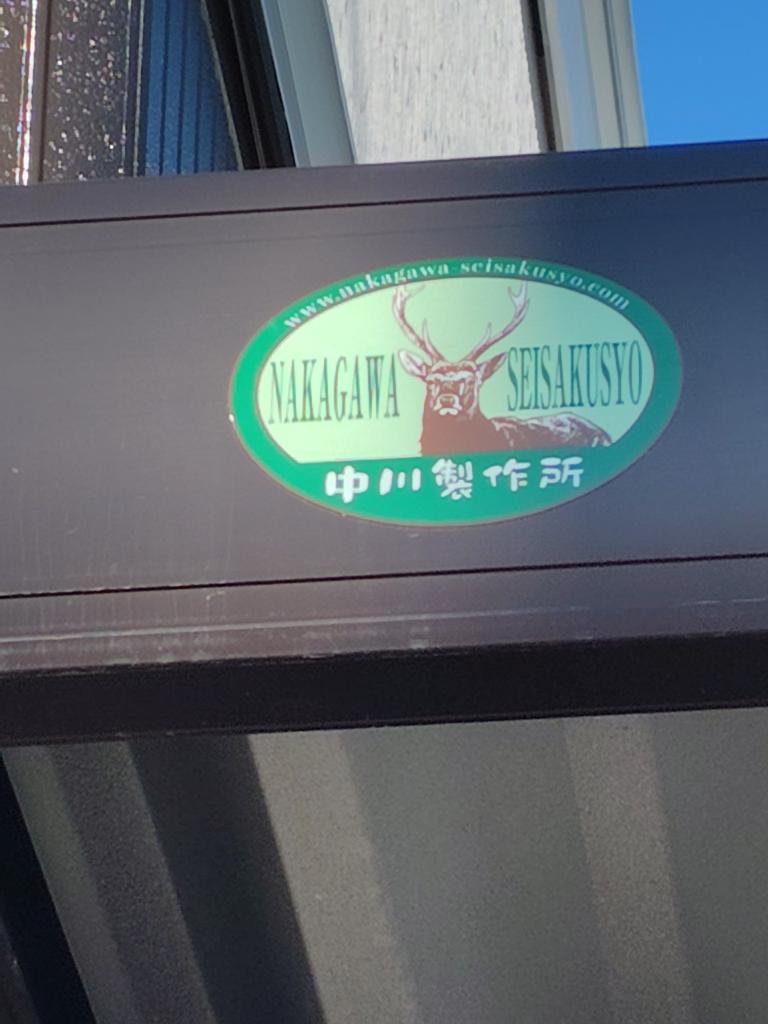 www.nakagawa-seisakusyo.com
NAKAGAWA SEISAKUSYO
中川製作所